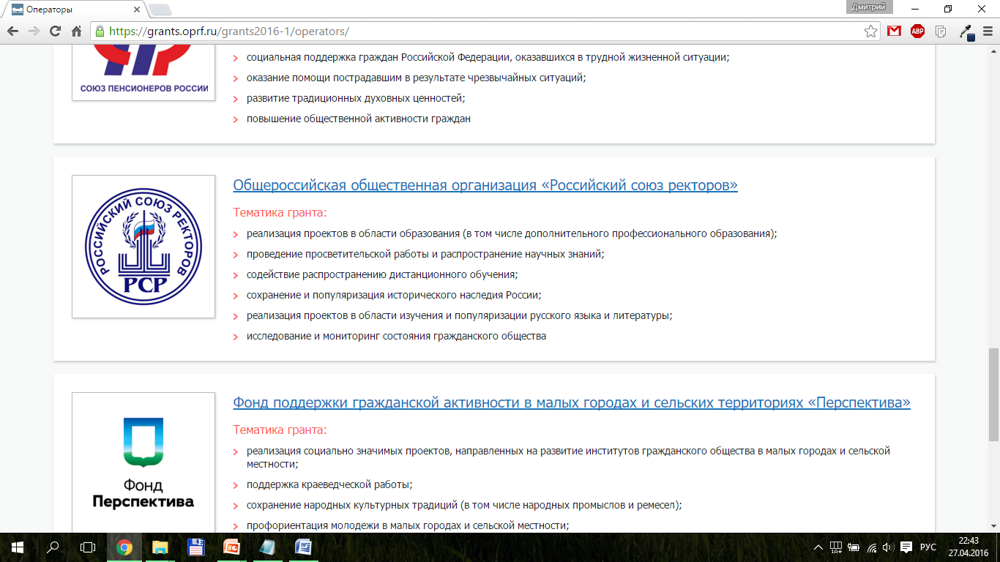 Операторы
Дмитрий
https://grants.oprf.ru/grants2016-1/operators/
ABP
СОЮЗ ПЕНСИОНЕРОВ РОССИИ
социальная поддержка граждан Российской Федерации, оказавшихся в трудной жизненной ситуации;
оказание помощи пострадавшим в результате чрезвычайных ситуаций;
развитие традиционных духовных ценностей;
повышение общественной активности граждан
РОССИЙСКИЙ СОЮЗ РЕКТОРОВ
РСР
Общероссийская общественная организация «Российский союз ректоров»
Тематика гранта:
реализация проектов в области образования (в том числе дополнительного профессионального образования);
проведение просветительской работы и распространение научных знаний;
содействие распространению дистанционного обучения;
сохранение и популяризация исторического наследия России;
реализация проектов в области изучения и популяризации русского языка и литературы;
исследование и мониторинг состояния гражданского общества
Фонд
Перспектива
Фонд поддержки гражданской активности в малых городах и сельских территориях «Перспектива»
Тематика гранта:
реализация социально значимых проектов, направленных на развитие институтов гражданского общества в малых городах и сельской
местности;
поддержка краеведческой работы;
сохранение народных культурных традиций (в том числе народных промыслов и ремесел);
профориентация молодежи в малых городах и сельской местности;
РУС
22:43
27.04.2016